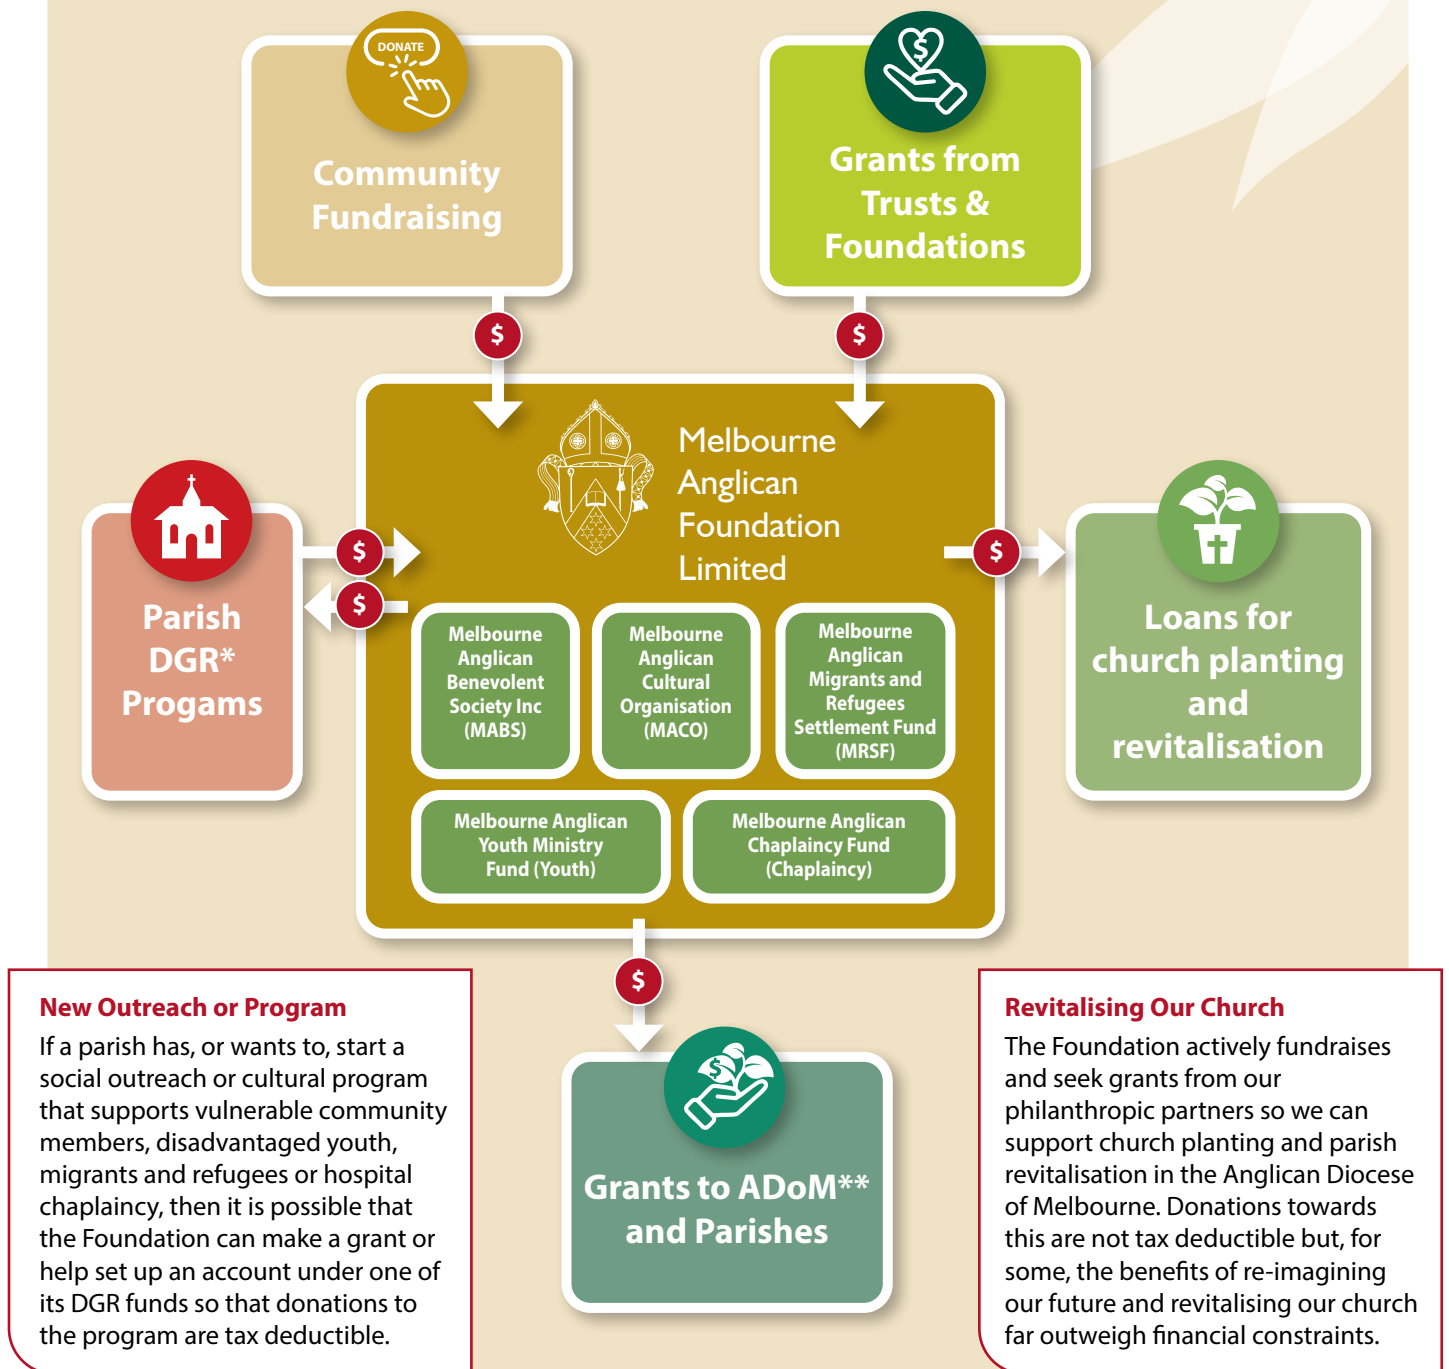 DONATE
Community
Fundraising
$
Grants from
Trusts &
Foundations
$
$
Melbourne
Anglican
Foundation
Limited
Parish
DGR*
Progams
$
$
$
Loans for
church planting
and
revitalisation
Melbourne
Anglican
Benevolent
Society Inc
(MABS)
Melbourne
Anglican
Cultural
Organisation
(MACO)
Melbourne
Anglican
Migrants and
Refugees
Settlement Fund
(MRSF)
Melbourne Anglican
Youth Ministry
Fund (Youth)
Melbourne Anglican
Chaplaincy Fund
(Chaplaincy)
$
$
Grants to ADoM**
and Parishes
New Outreach or Program
If a parish has, or wants to, start a
social outreach or cultural program
that supports vulnerable community
members, disadvantaged youth,
migrants and refugees or hospital
chaplaincy, then it is possible that
the Foundation can make a grant or
help set up an account under one of
its DGR funds so that donations to
the program are tax deductible.
Revitalising Our Church
The Foundation actively fundraises
and seek grants from our
philanthropic partners so we can
support church planting and parish
revitalisation in the Anglican Diocese
of Melbourne. Donations towards
this are not tax deductible but, for
some, the benefits of re-imagining
our future and revitalising our church
far outweigh financial constraints.